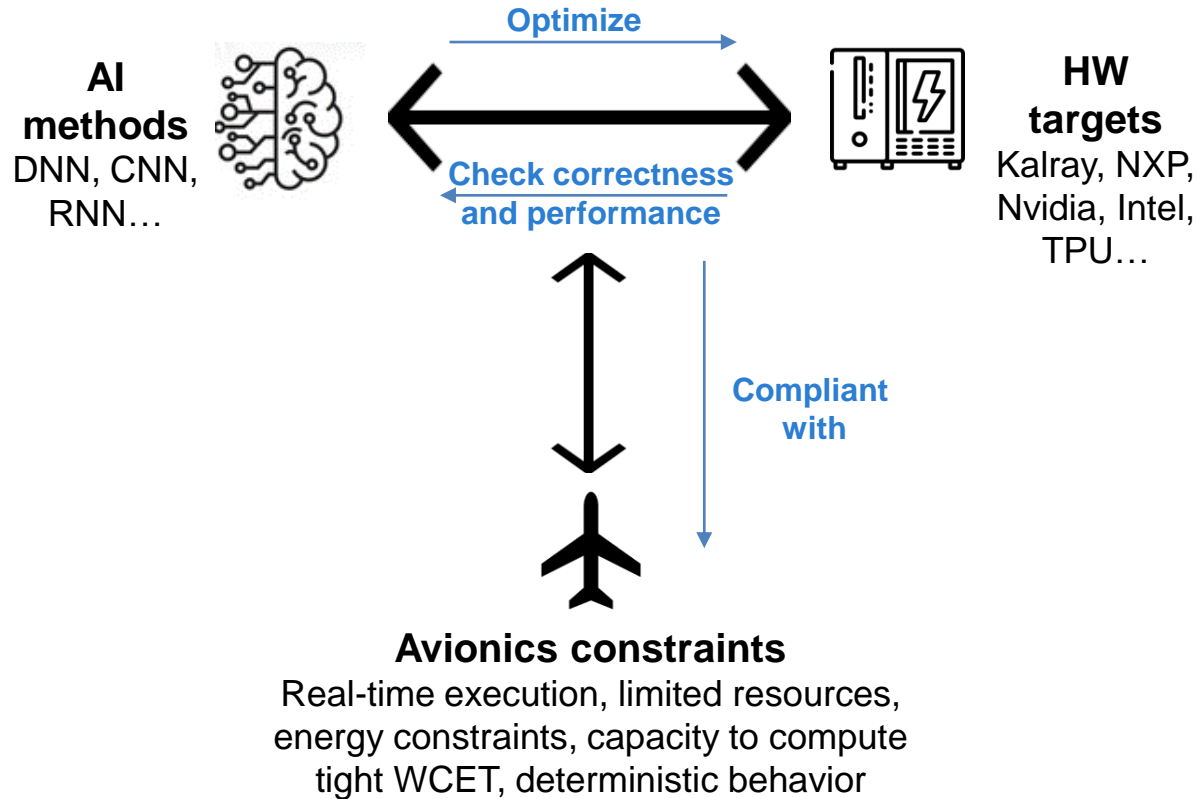 Optimize
AI
methods
DNN, CNN,
RNN…
HW
targets
Kalray, NXP,
Nvidia, Intel,
TPU…
Check correctness
and performance
Compliant
with
Avionics constraints
Real-time execution, limited resources,
energy constraints, capacity to compute
tight WCET, deterministic behavior